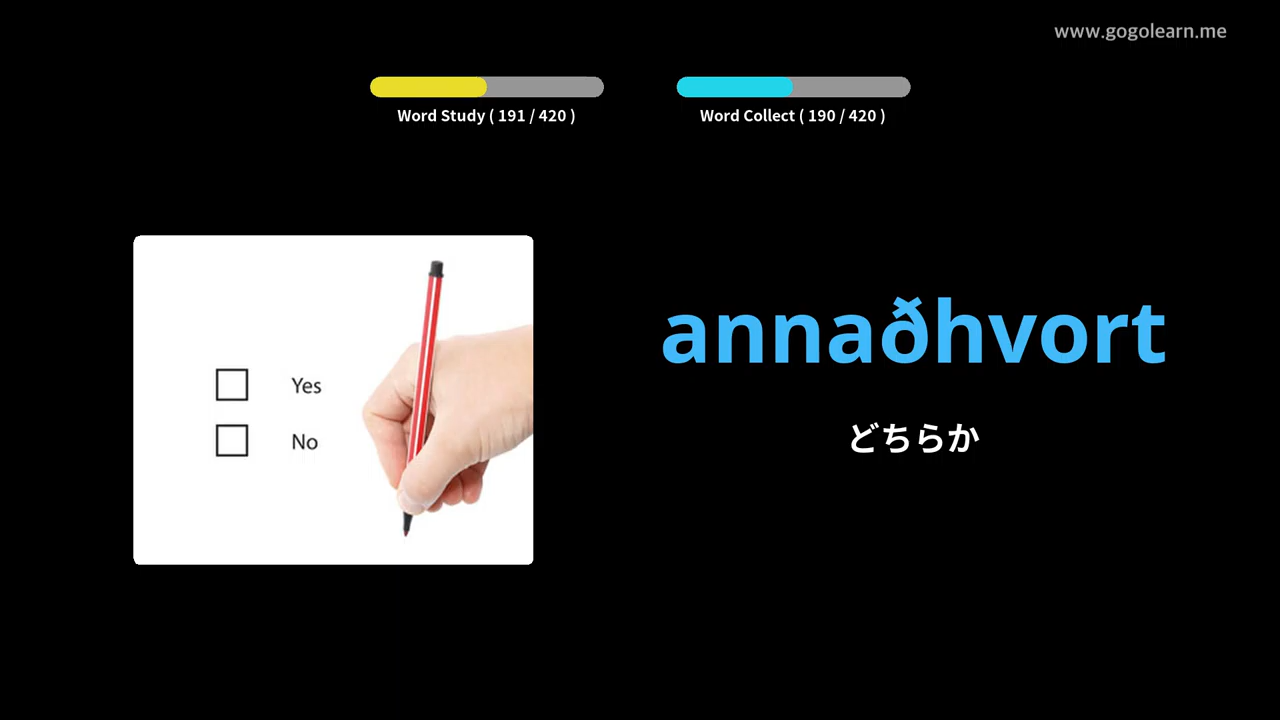 www.gogolearn.me
Word Study ( 191 / 420 )
Word Collect ( 190 / 420 )
Yes
No
annaðhvort
どちらか